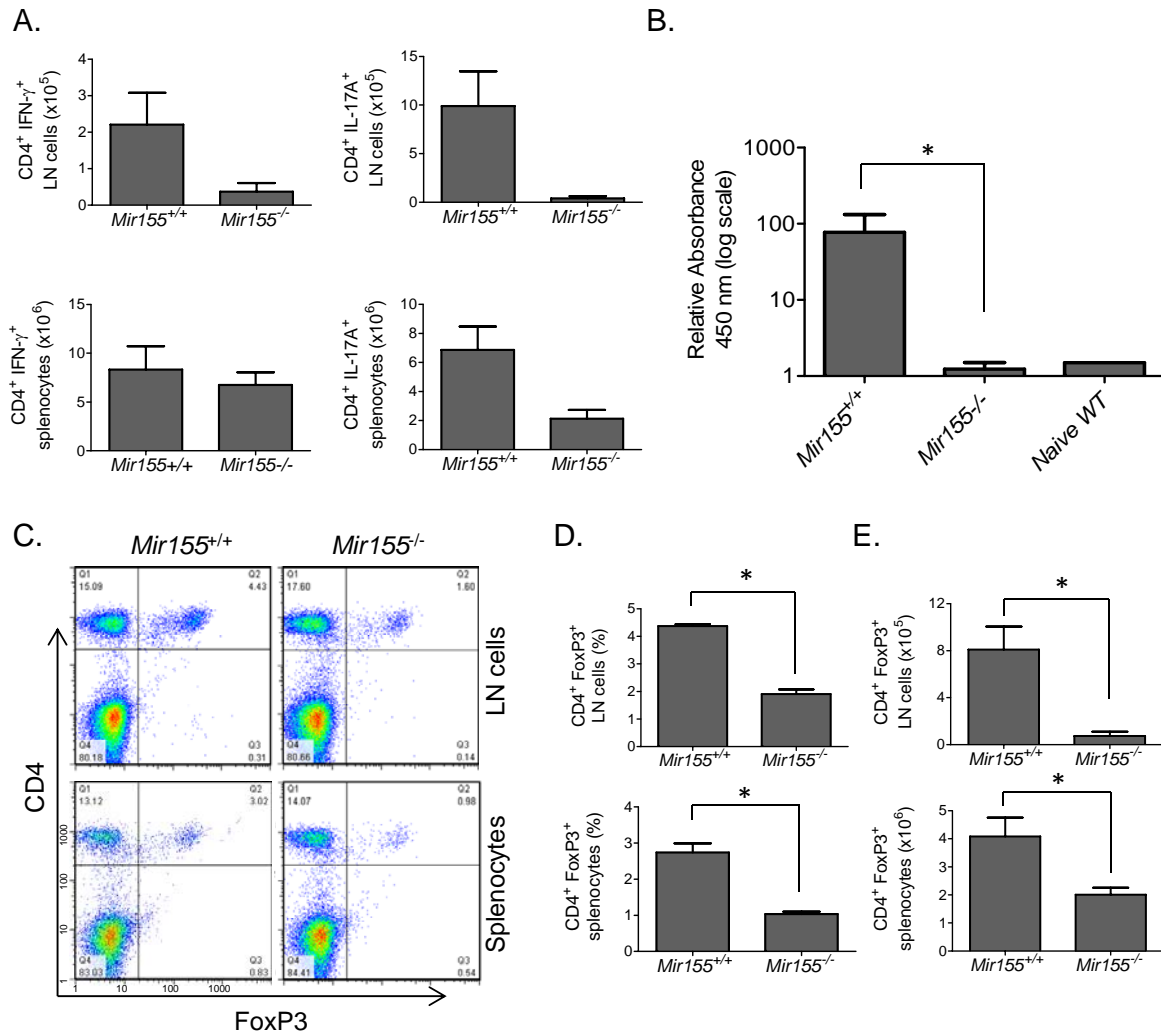 A.
CD4⁺ IFN-γ⁺
LN cells (x10⁵)
4
3
2
1
0
Mir155⁺/⁺
Mir155⁻/⁻
CD4⁺ IL-17A⁺
LN cells (x10⁵)
15
10
5
0
Mir155⁺/⁺
Mir155⁻/⁻
CD4⁺ IFN-γ⁺
splenocytes (x10⁶)
15
10
5
0
Mir155+/+
Mir155-/-
CD4⁺ IL-17A⁺
splenocytes (x10⁶)
10
8
6
4
2
0
Mir155⁺/⁺
Mir155⁻/⁻
B.
Relative Absorbance
450 nm (log scale)
1000
100
10
1
*
Mir155⁺/⁺
Mir155-/-
Naive WT
C.
Mir155⁺/⁺
Mir155⁻/⁻
Q1
15.09
Q2
4.43
Q4
80.18
Q3
0.31
Q1
17.60
Q2
1.60
Q4
80.66
Q3
0.14
LN cells
Q1
13.12
Q2
3.02
Q4
83.03
Q3
0.83
Q1
14.07
Q2
0.98
Q4
84.41
Q3
0.54
Splenocytes
1000
100
10
1
1
10
100
1000
CD4
FoxP3
D.
*
CD4⁺ FoxP3⁺
LN cells (%)
5
4
3
2
1
0
Mir155⁺/⁺
Mir155⁻/⁻
*
CD4⁺ FoxP3⁺
splenocytes (%)
4
3
2
1
0
Mir155⁺/⁺
Mir155⁻/⁻
E.
*
CD4⁺ FoxP3⁺
LN cells (x10⁵)
12
8
4
0
Mir155⁺/⁺
Mir155⁻/⁻
*
CD4⁺ FoxP3⁺
splenocytes (x10⁶)
5
4
3
2
1
0
Mir155⁺/⁺
Mir155⁻/⁻